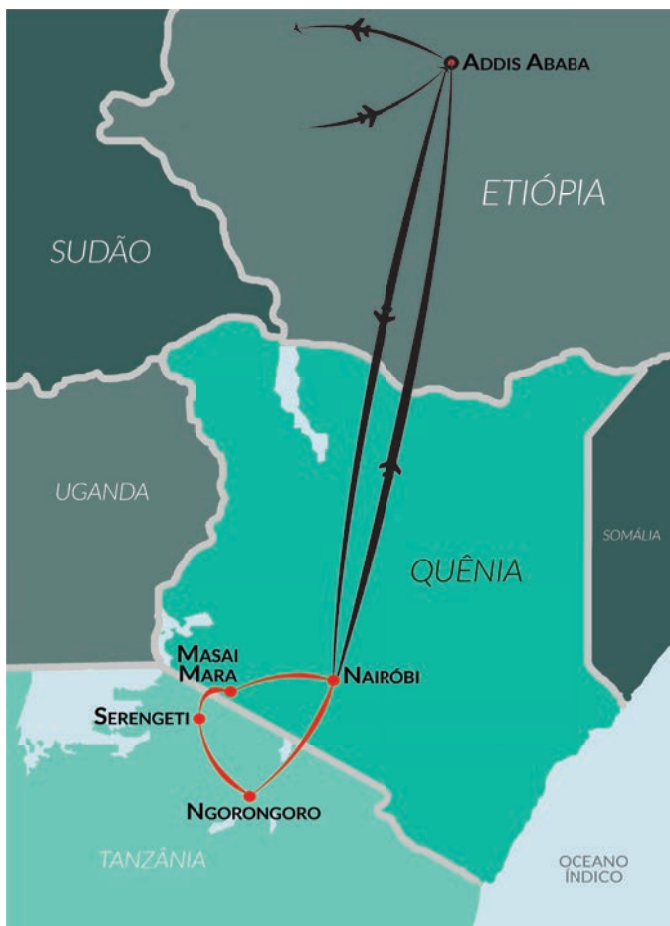 ADDIS ABABA
ETIÓPIA
SUDÃO
UGANDA
SOMÁLIA
QUÊNIA
MASAI
MARA
NAIRÓBI
SERENGETI
NGORONGORO
TANZÂNIA
OCEANO
ÍNDICO